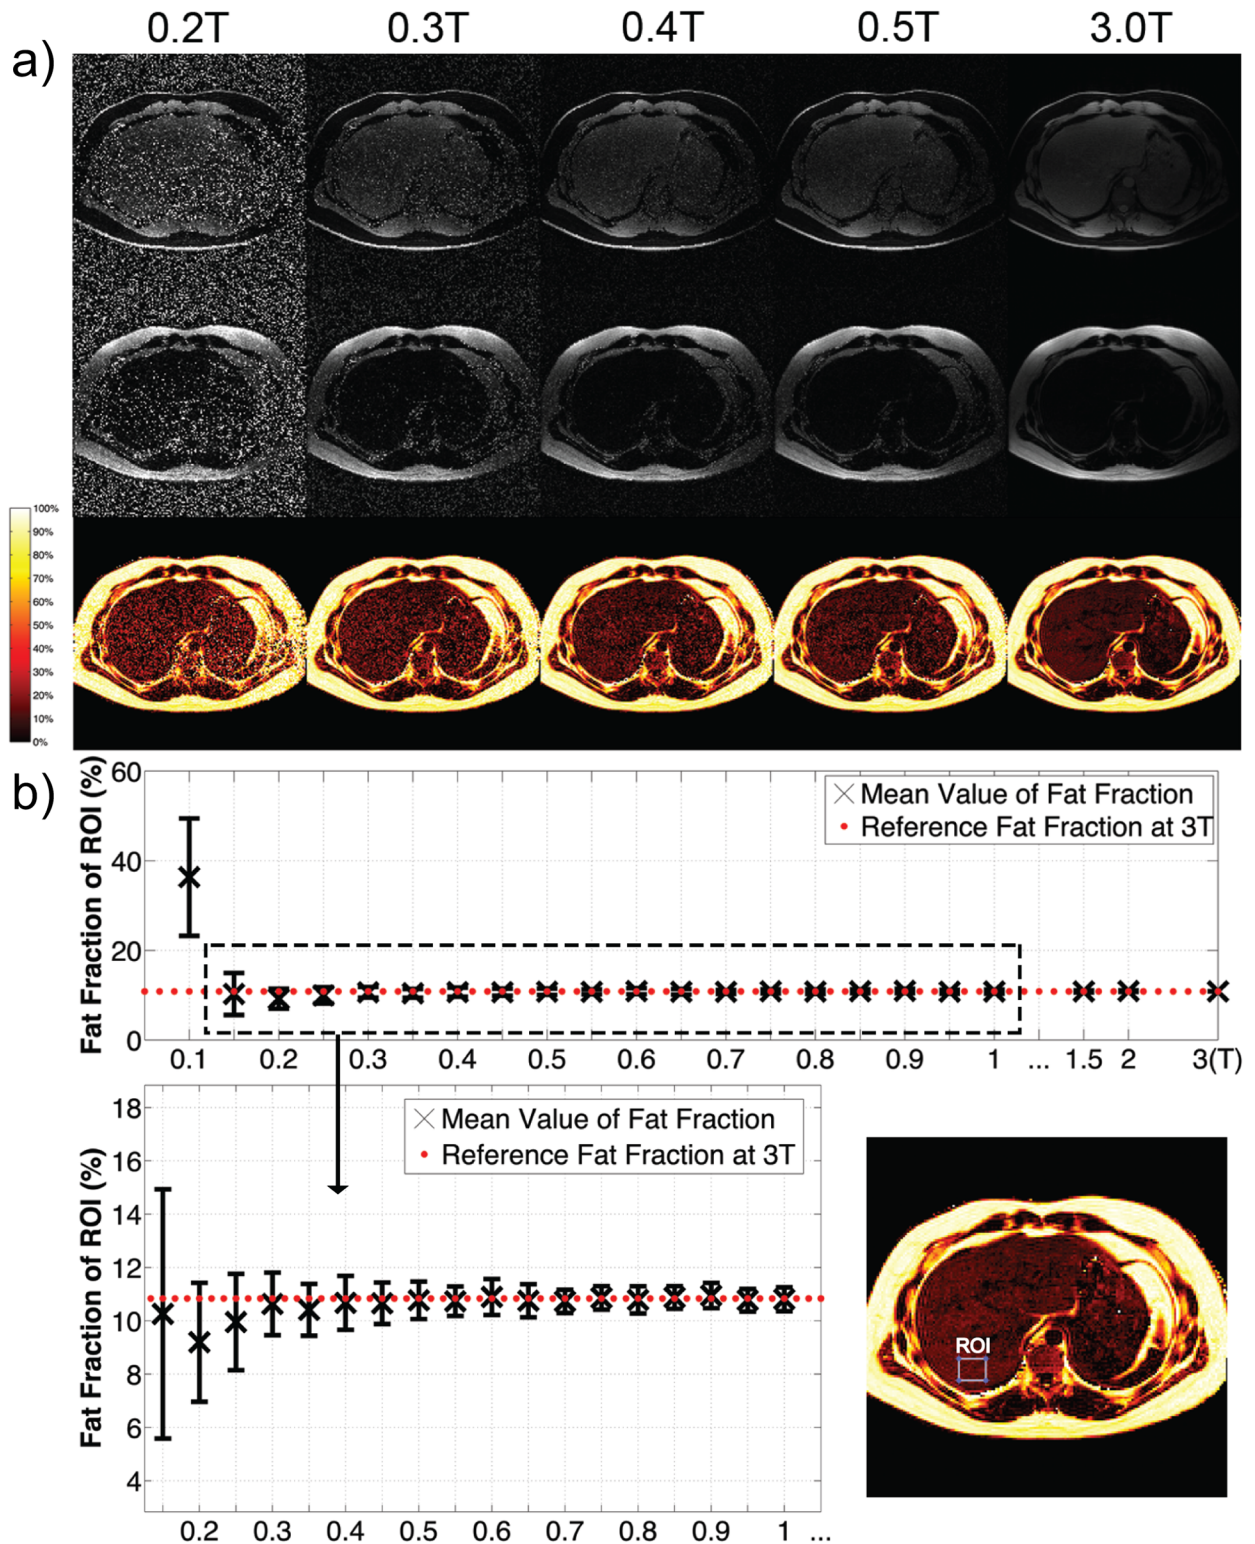 0.2T 0.3T 0.4T 0.5T 3.0T
a)
100%
90%
80%
70%
60%
50%
40%
30%
20%
10%
0%
b)
Fat Fraction of ROI (%)
60
40
20
0
× Mean Value of Fat Fraction
• Reference Fat Fraction at 3T
0.1 0.2 0.3 0.4 0.5 0.6 0.7 0.8 0.9 1 ... 1.5 2 3(T)
Fat Fraction of ROI (%)
18
16
14
12
10
8
6
4
× Mean Value of Fat Fraction
• Reference Fat Fraction at 3T
0.2 0.3 0.4 0.5 0.6 0.7 0.8 0.9 1 ...
ROI